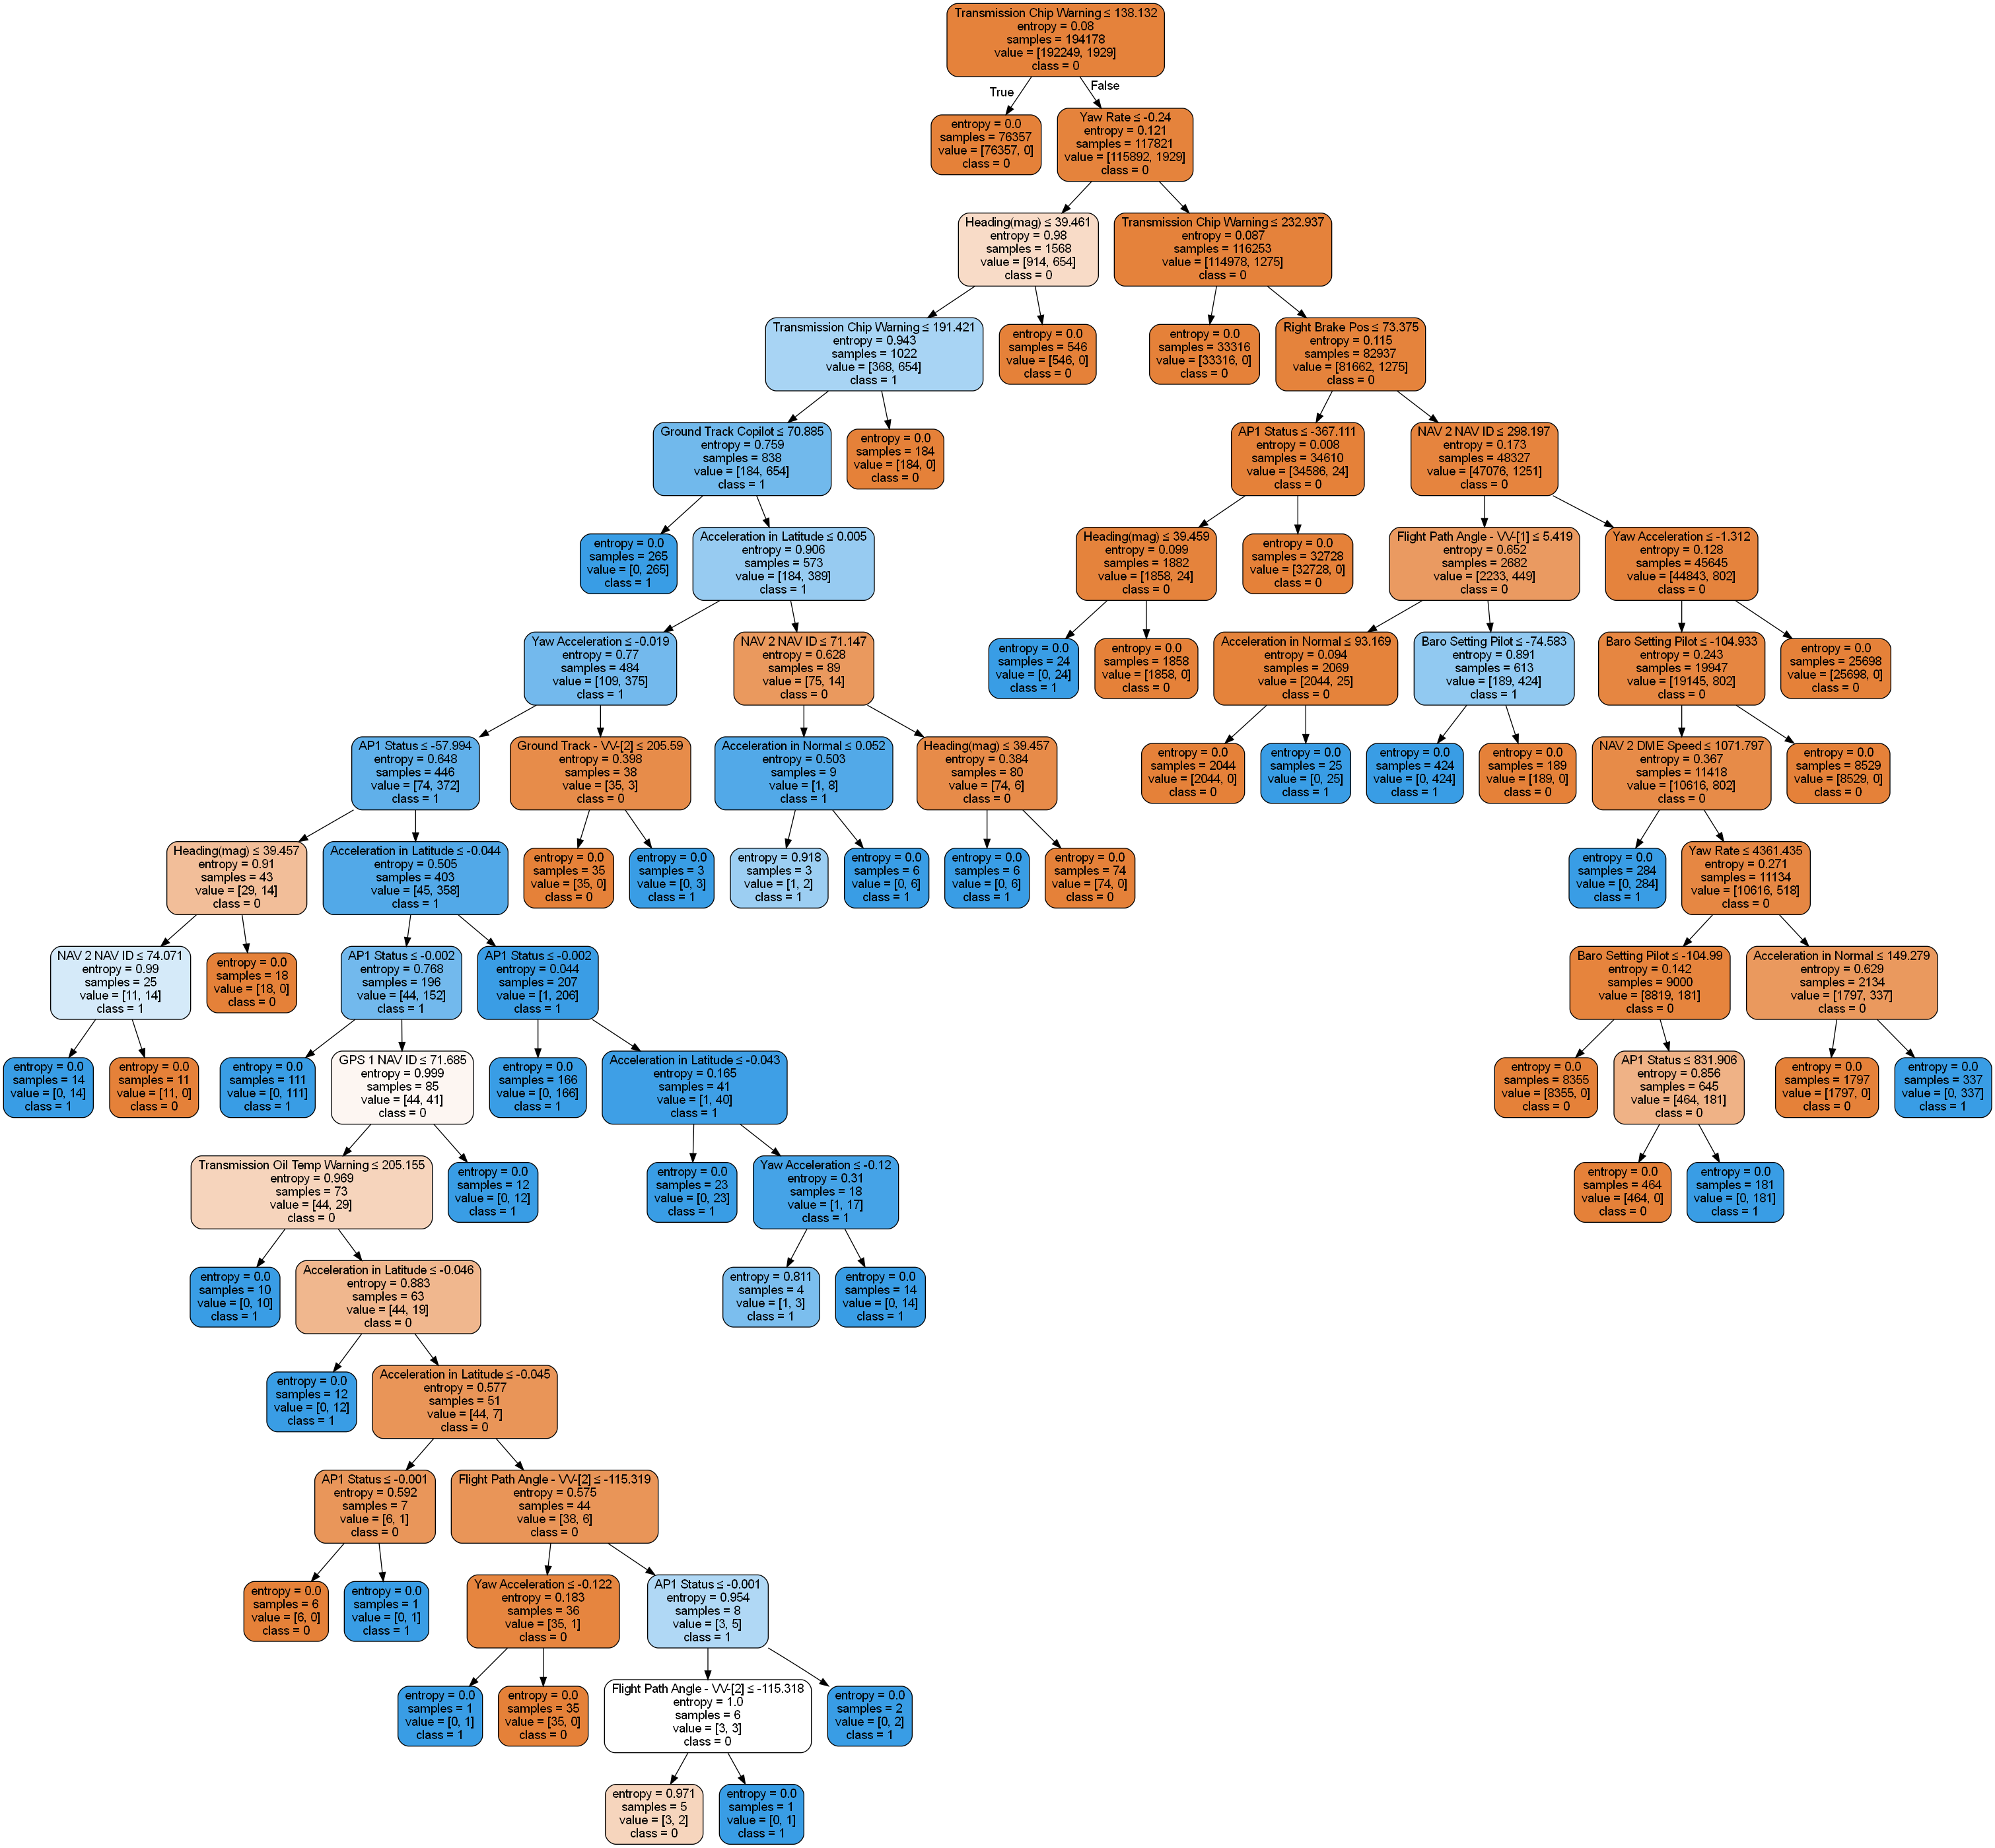 Transmission Chip Warning ≤ 138.132
entropy = 0.08
samples = 194178
value = [192249, 1929]
class = 0
True
False
entropy = 0.0
samples = 76357
value = [76357, 0]
class = 0
Yaw Rate ≤ -0.24
entropy = 0.121
samples = 117821
value = [115892, 1929]
class = 0
Heading(mag) ≤ 39.461
entropy = 0.98
samples = 1568
value = [914, 654]
class = 0
Transmission Chip Warning ≤ 232.937
entropy = 0.087
samples = 116253
value = [114978, 1275]
class = 0
Transmission Chip Warning ≤ 191.421
entropy = 0.943
samples = 1022
value = [368, 654]
class = 1
entropy = 0.0
samples = 546
value = [546, 0]
class = 0
entropy = 0.0
samples = 33316
value = [33316, 0]
class = 0
Right Brake Pos ≤ 73.375
entropy = 0.115
samples = 82937
value = [81662, 1275]
class = 0
Ground Track Copilot ≤ 70.885
entropy = 0.759
samples = 838
value = [184, 654]
class = 1
entropy = 0.0
samples = 184
value = [184, 0]
class = 0
AP1 Status ≤ -367.111
entropy = 0.008
samples = 34610
value = [34586, 24]
class = 0
NAV 2 NAV ID ≤ 298.197
entropy = 0.173
samples = 48327
value = [47076, 1251]
class = 0
entropy = 0.0
samples = 265
value = [0, 265]
class = 1
Acceleration in Latitude ≤ 0.005
entropy = 0.906
samples = 573
value = [184, 389]
class = 1
Heading(mag) ≤ 39.459
entropy = 0.099
samples = 1882
value = [1858, 24]
class = 0
entropy = 0.0
samples = 32728
value = [32728, 0]
class = 0
Flight Path Angle - VV-[1] ≤ 5.419
entropy = 0.652
samples = 2682
value = [2233, 449]
class = 0
Yaw Acceleration ≤ -1.312
entropy = 0.128
samples = 45645
value = [44843, 802]
class = 0
Yaw Acceleration ≤ -0.019
entropy = 0.77
samples = 484
value = [109, 375]
class = 1
NAV 2 NAV ID ≤ 71.147
entropy = 0.628
samples = 89
value = [75, 14]
class = 0
entropy = 0.0
samples = 24
value = [0, 24]
class = 1
entropy = 0.0
samples = 1858
value = [1858, 0]
class = 0
Acceleration in Normal ≤ 93.169
entropy = 0.094
samples = 2069
value = [2044, 25]
class = 0
Baro Setting Pilot ≤ -74.583
entropy = 0.891
samples = 613
value = [189, 424]
class = 1
Baro Setting Pilot ≤ -104.933
entropy = 0.243
samples = 19947
value = [19145, 802]
class = 0
entropy = 0.0
samples = 25698
value = [25698, 0]
class = 0
AP1 Status ≤ -57.994
entropy = 0.648
samples = 446
value = [74, 372]
class = 1
Ground Track - VV-[2] ≤ 205.59
entropy = 0.398
samples = 38
value = [35, 3]
class = 0
Acceleration in Normal ≤ 0.052
entropy = 0.503
samples = 9
value = [1, 8]
class = 1
Heading(mag) ≤ 39.457
entropy = 0.384
samples = 80
value = [74, 6]
class = 0
entropy = 0.0
samples = 2044
value = [2044, 0]
class = 0
entropy = 0.0
samples = 25
value = [0, 25]
class = 1
entropy = 0.0
samples = 424
value = [0, 424]
class = 1
entropy = 0.0
samples = 189
value = [189, 0]
class = 0
NAV 2 DME Speed ≤ 1071.797
entropy = 0.367
samples = 11418
value = [10616, 802]
class = 0
entropy = 0.0
samples = 8529
value = [8529, 0]
class = 0
Heading(mag) ≤ 39.457
entropy = 0.91
samples = 43
value = [29, 14]
class = 0
Acceleration in Latitude ≤ -0.044
entropy = 0.505
samples = 403
value = [45, 358]
class = 1
entropy = 0.0
samples = 35
value = [35, 0]
class = 0
entropy = 0.0
samples = 3
value = [0, 3]
class = 1
entropy = 0.918
samples = 3
value = [1, 2]
class = 1
entropy = 0.0
samples = 6
value = [0, 6]
class = 1
entropy = 0.0
samples = 6
value = [0, 6]
class = 1
entropy = 0.0
samples = 74
value = [74, 0]
class = 0
entropy = 0.0
samples = 284
value = [0, 284]
class = 1
Yaw Rate ≤ 4361.435
entropy = 0.271
samples = 11134
value = [10616, 518]
class = 0
NAV 2 NAV ID ≤ 74.071
entropy = 0.99
samples = 25
value = [11, 14]
class = 1
entropy = 0.0
samples = 18
value = [18, 0]
class = 0
AP1 Status ≤ -0.002
entropy = 0.768
samples = 196
value = [44, 152]
class = 1
AP1 Status ≤ -0.002
entropy = 0.044
samples = 207
value = [1, 206]
class = 1
Baro Setting Pilot ≤ -104.99
entropy = 0.142
samples = 9000
value = [8819, 181]
class = 0
Acceleration in Normal ≤ 149.279
entropy = 0.629
samples = 2134
value = [1797, 337]
class = 0
entropy = 0.0
samples = 14
value = [0, 14]
class = 1
entropy = 0.0
samples = 11
value = [11, 0]
class = 0
entropy = 0.0
samples = 111
value = [0, 111]
class = 1
GPS 1 NAV ID ≤ 71.685
entropy = 0.999
samples = 85
value = [44, 41]
class = 0
entropy = 0.0
samples = 166
value = [0, 166]
class = 1
Acceleration in Latitude ≤ -0.043
entropy = 0.165
samples = 41
value = [1, 40]
class = 1
entropy = 0.0
samples = 8355
value = [8355, 0]
class = 0
AP1 Status ≤ 831.906
entropy = 0.856
samples = 645
value = [464, 181]
class = 0
entropy = 0.0
samples = 1797
value = [1797, 0]
class = 0
entropy = 0.0
samples = 337
value = [0, 337]
class = 1
Transmission Oil Temp Warning ≤ 205.155
entropy = 0.969
samples = 73
value = [44, 29]
class = 0
entropy = 0.0
samples = 12
value = [0, 12]
class = 1
entropy = 0.0
samples = 23
value = [0, 23]
class = 1
Yaw Acceleration ≤ -0.12
entropy = 0.31
samples = 18
value = [1, 17]
class = 1
entropy = 0.0
samples = 464
value = [464, 0]
class = 0
entropy = 0.0
samples = 181
value = [0, 181]
class = 1
entropy = 0.0
samples = 10
value = [0, 10]
class = 1
Acceleration in Latitude ≤ -0.046
entropy = 0.883
samples = 63
value = [44, 19]
class = 0
entropy = 0.811
samples = 4
value = [1, 3]
class = 1
entropy = 0.0
samples = 14
value = [0, 14]
class = 1
entropy = 0.0
samples = 12
value = [0, 12]
class = 1
Acceleration in Latitude ≤ -0.045
entropy = 0.577
samples = 51
value = [44, 7]
class = 0
AP1 Status ≤ -0.001
entropy = 0.592
samples = 7
value = [6, 1]
class = 0
Flight Path Angle - VV-[2] ≤ -115.319
entropy = 0.575
samples = 44
value = [38, 6]
class = 0
entropy = 0.0
samples = 6
value = [6, 0]
class = 0
entropy = 0.0
samples = 1
value = [0, 1]
class = 1
Yaw Acceleration ≤ -0.122
entropy = 0.183
samples = 36
value = [35, 1]
class = 0
AP1 Status ≤ -0.001
entropy = 0.954
samples = 8
value = [3, 5]
class = 1
entropy = 0.0
samples = 1
value = [0, 1]
class = 1
entropy = 0.0
samples = 35
value = [35, 0]
class = 0
Flight Path Angle - VV-[2] ≤ -115.318
entropy = 1.0
samples = 6
value = [3, 3]
class = 0
entropy = 0.0
samples = 2
value = [0, 2]
class = 1
entropy = 0.971
samples = 5
value = [3, 2]
class = 0
entropy = 0.0
samples = 1
value = [0, 1]
class = 1